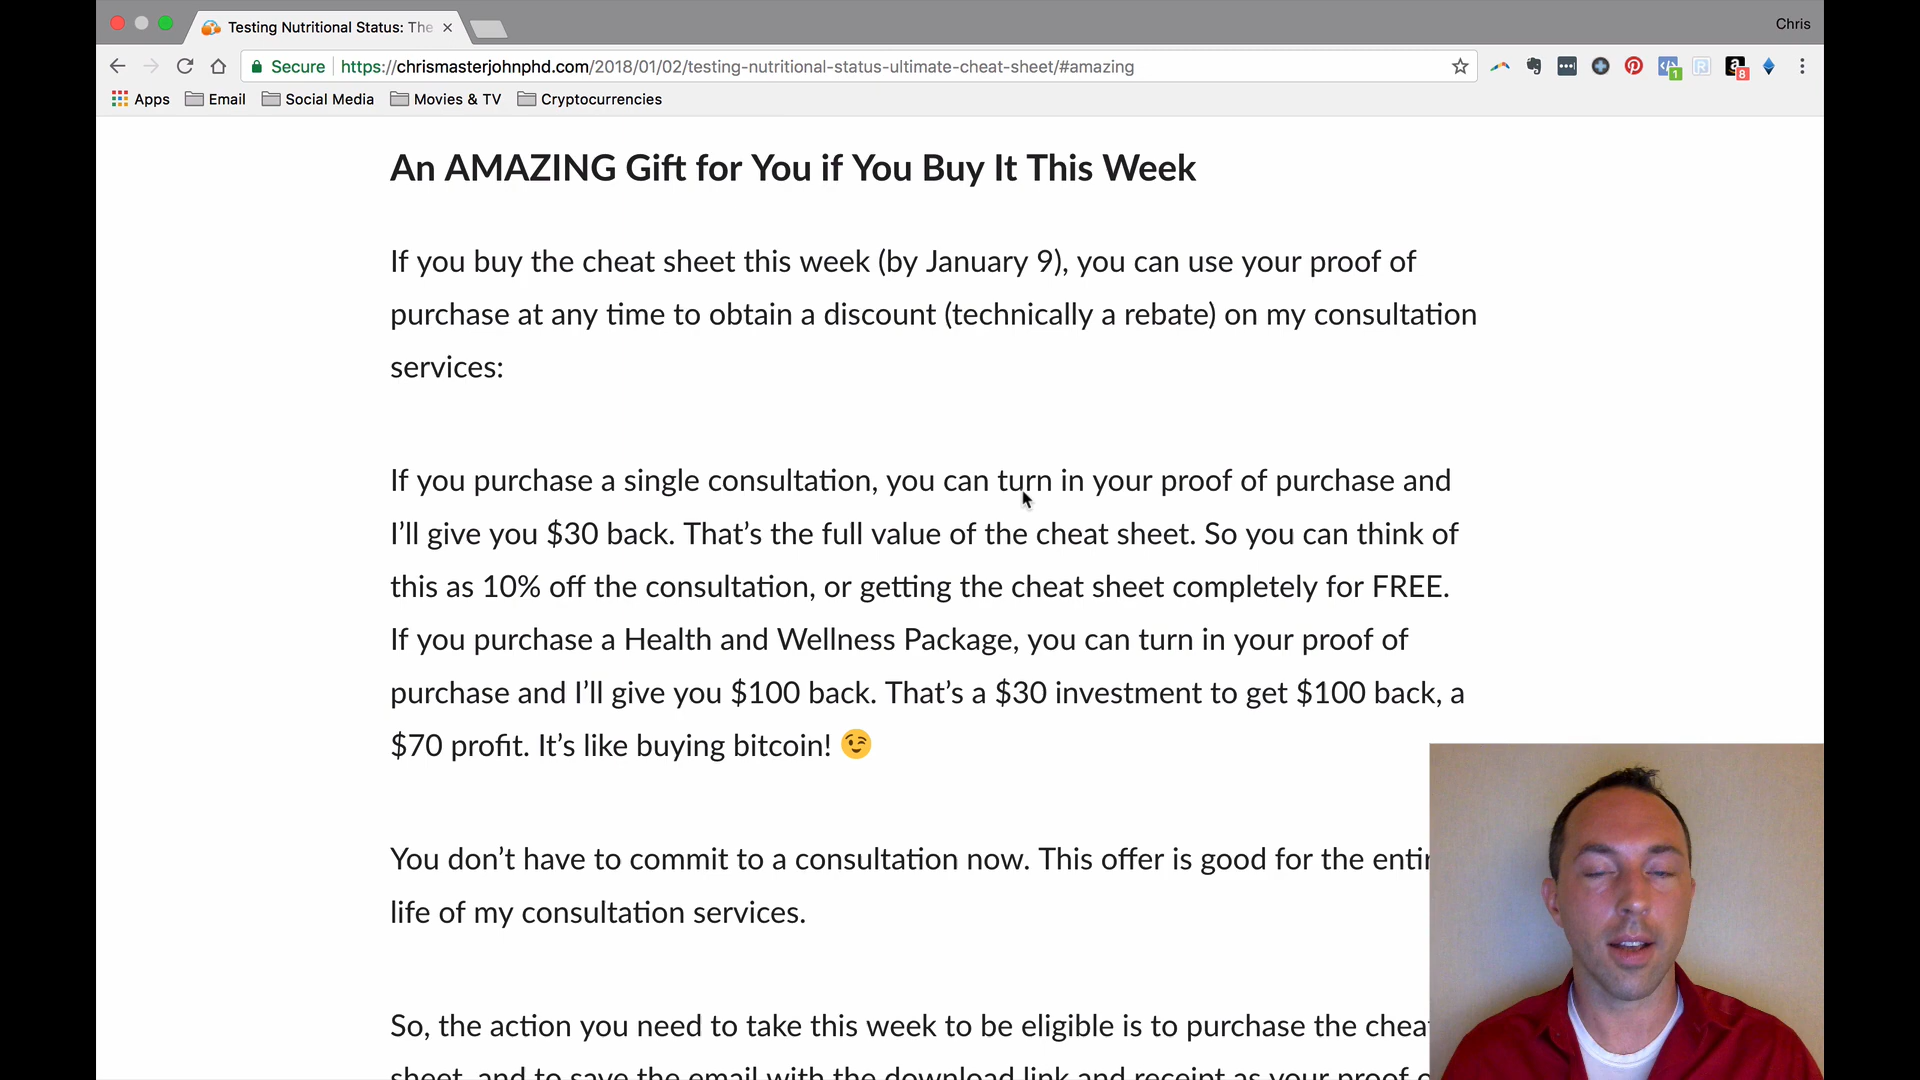 Testing Nutritional Status: The
Chris
Secure
https://chrismasterjohnphd.com/2018/01/02/testing-nutritional-status-ultimate-cheat-sheet/#amazing
1
8
Apps
Email
Social Media
Movies & TV
Cryptocurrencies
An AMAZING Gift for You if You Buy It This Week
If you buy the cheat sheet this week (by January 9), you can use your proof of
purchase at any time to obtain a discount (technically a rebate) on my consultation
services:
If you purchase a single consultation, you can turn in your proof of purchase and
I’ll give you $30 back. That’s the full value of the cheat sheet. So you can think of
this as 10% off the consultation, or getting the cheat sheet completely for FREE.
If you purchase a Health and Wellness Package, you can turn in your proof of
purchase and I’ll give you $100 back. That’s a $30 investment to get $100 back, a
$70 profit. It’s like buying bitcoin! 😉
You don’t have to commit to a consultation now. This offer is good for the
life of my consultation services.
So, the action you need to take this week to be eligible is to purchase the
sheet, and to save the email with the download link and receipt as your proof